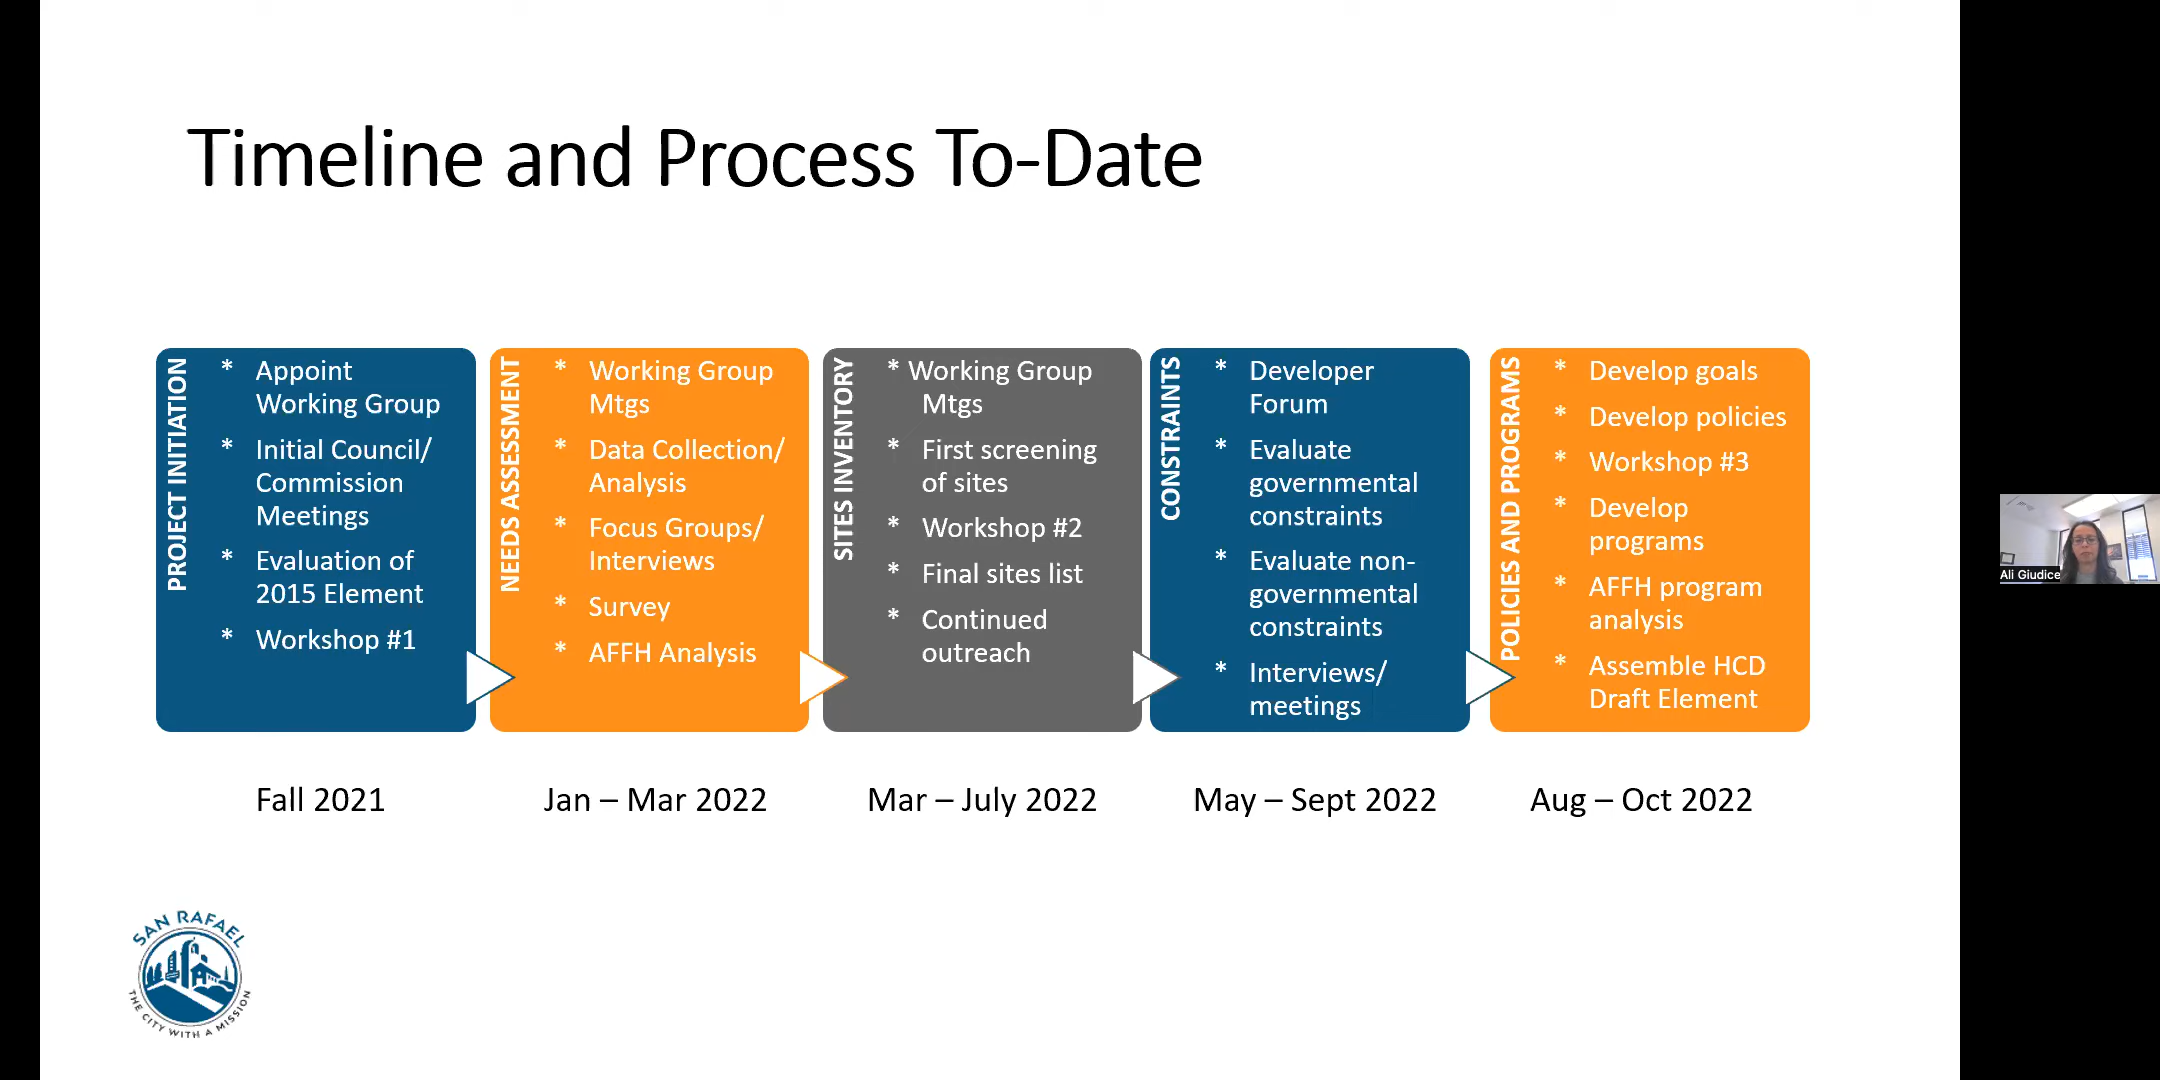 Timeline and Process To-Date
PROJECT INITIATION
* Appoint
Working Group
* Initial Council/
Commission
Meetings
* Evaluation of
2015 Element
* Workshop #1
NEEDS ASSESSMENT
* Working Group
Mtgs
* Data Collection/
Analysis
* Focus Groups/
Interviews
* Survey
* AFFH Analysis
SITES INVENTORY
* Working Group
Mtgs
* First screening
of sites
* Workshop #2
* Final sites list
* Continued
outreach
CONSTRAINTS
* Developer
Forum
* Evaluate
governmental
constraints
* Evaluate non-
governmental
constraints
* Interviews/
meetings
POLICIES AND PROGRAMS
* Develop goals
* Develop policies
* Workshop #3
* Develop
programs
* AFFH program
analysis
* Assemble HCD
Draft Element
Fall 2021
Jan – Mar 2022
Mar – July 2022
May – Sept 2022
Aug – Oct 2022
SAN RAFAEL
THE CITY WITH A MISSION
Ali Giudice